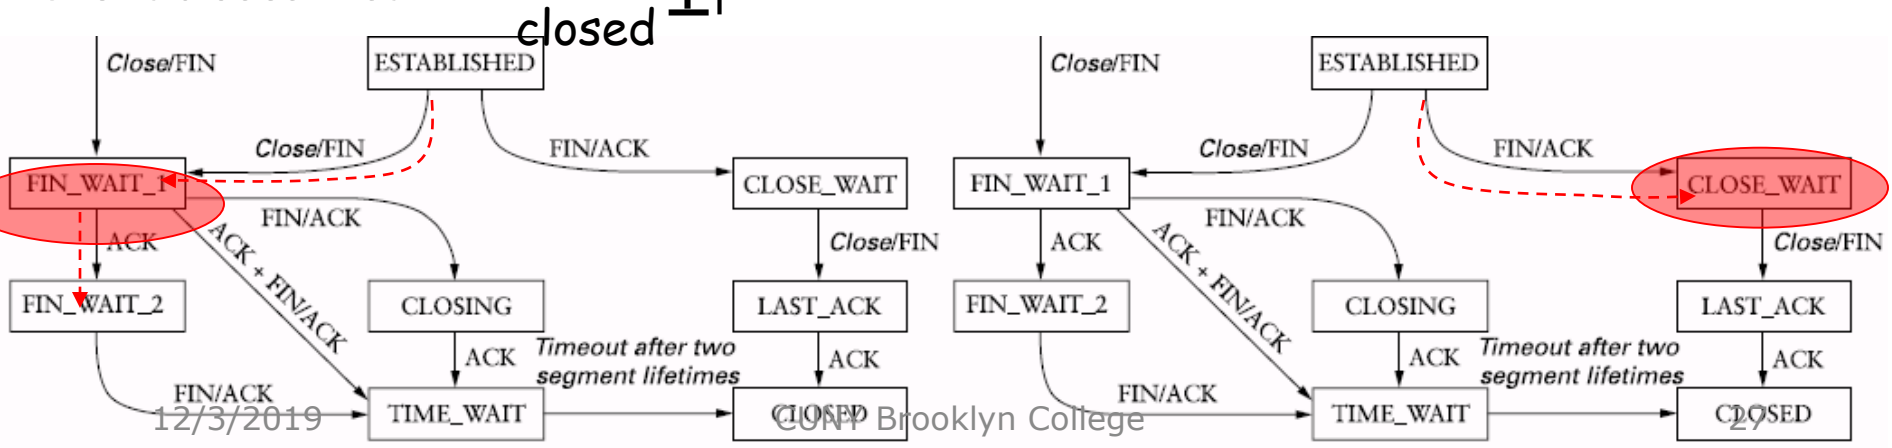 closed
Close/FIN
ESTABLISHED
Close/FIN
FIN/ACK
FIN_WAIT_1
CLOSE_WAIT
FIN/ACK
ACK
ACK + FIN/ACK
Close/FIN
FIN_WAIT_2
CLOSING
LAST_ACK
ACK
Timeout after two
segment lifetimes
ACK
FIN/ACK
TIME_WAIT
CLOSED
Close/FIN
ESTABLISHED
Close/FIN
FIN/ACK
FIN_WAIT_1
CLOSE_WAIT
FIN/ACK
ACK
ACK + FIN/ACK
Close/FIN
FIN_WAIT_2
CLOSING
LAST_ACK
ACK
Timeout after two
segment lifetimes
ACK
FIN/ACK
TIME_WAIT
CLOSED
12/3/2019
CUNY Brooklyn College
27